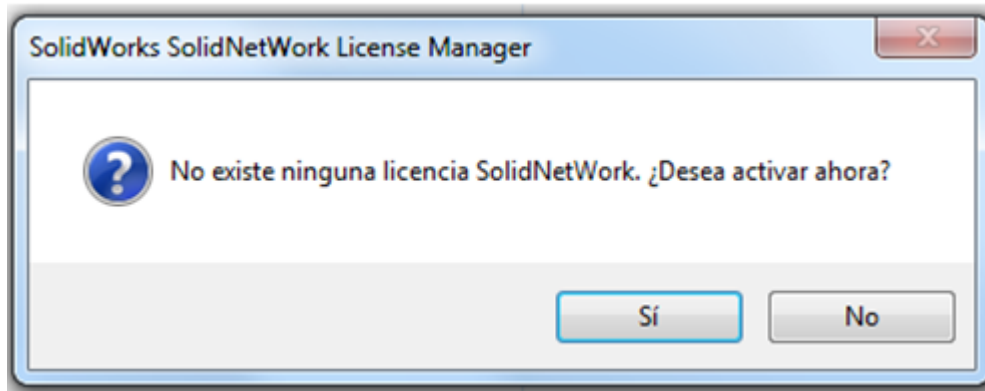 SolidWorks SolidNetWork License Manager
No existe ninguna licencia SolidNetWork. ¿Desea activar ahora?
Sí
No